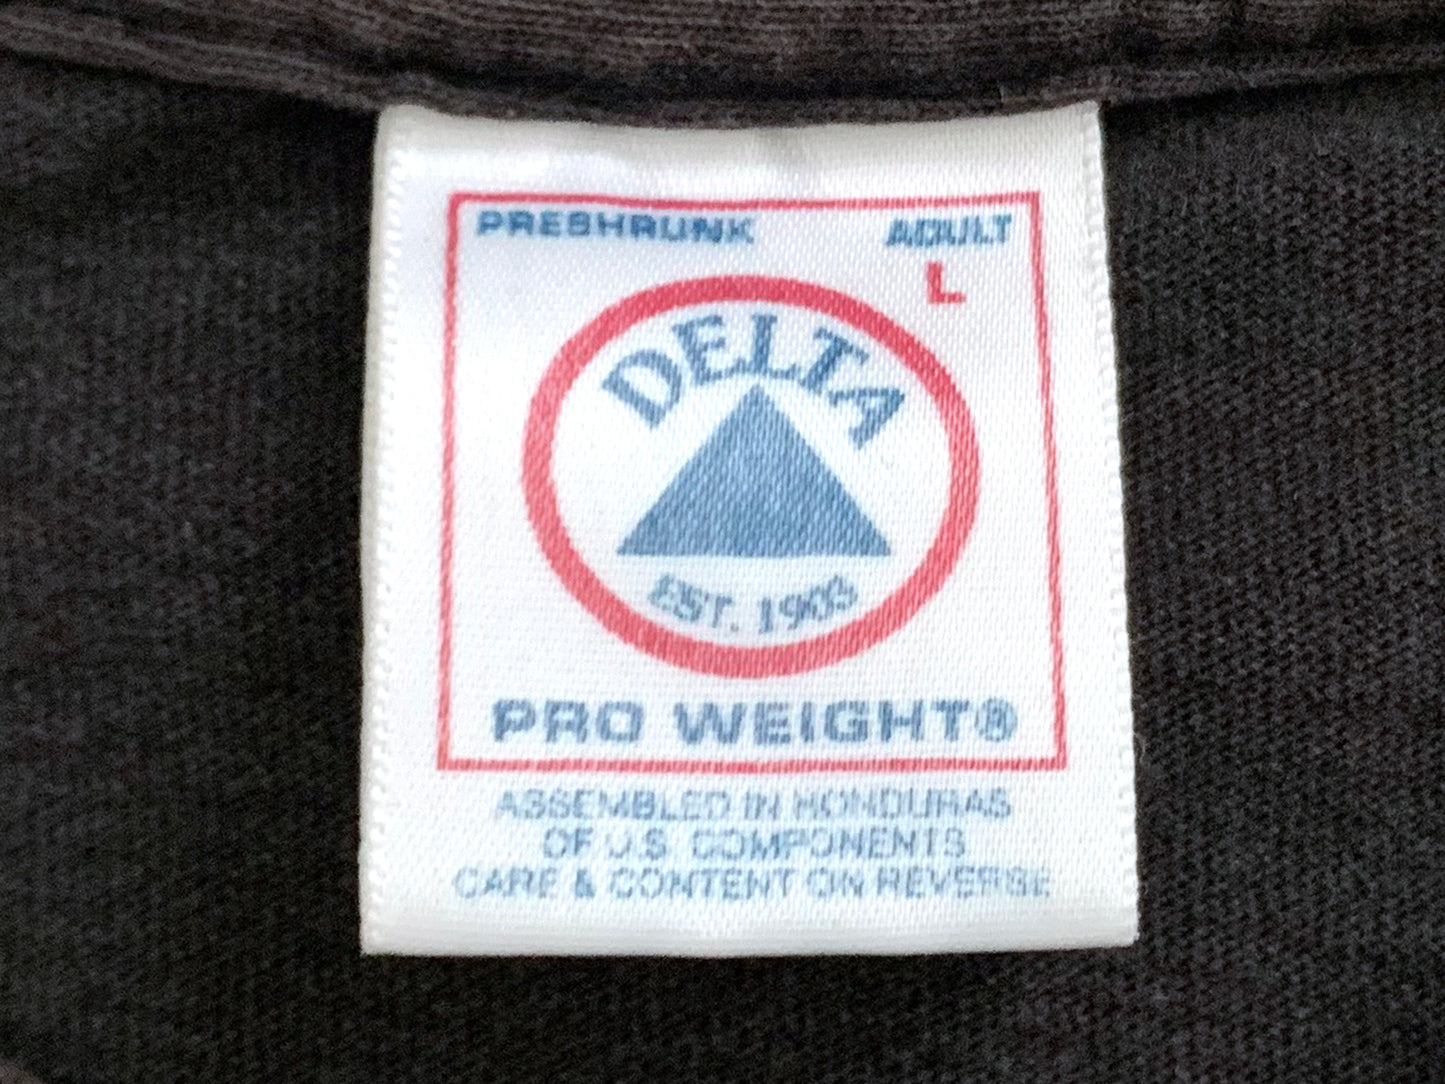 PRESHRUNK ADULT
L
DELTA
EST. 1903
PRO WEIGHT®
ASSEMBLED IN HONDURAS
OF U.S. COMPONENTS
CARE & CONTENT ON REVERSE